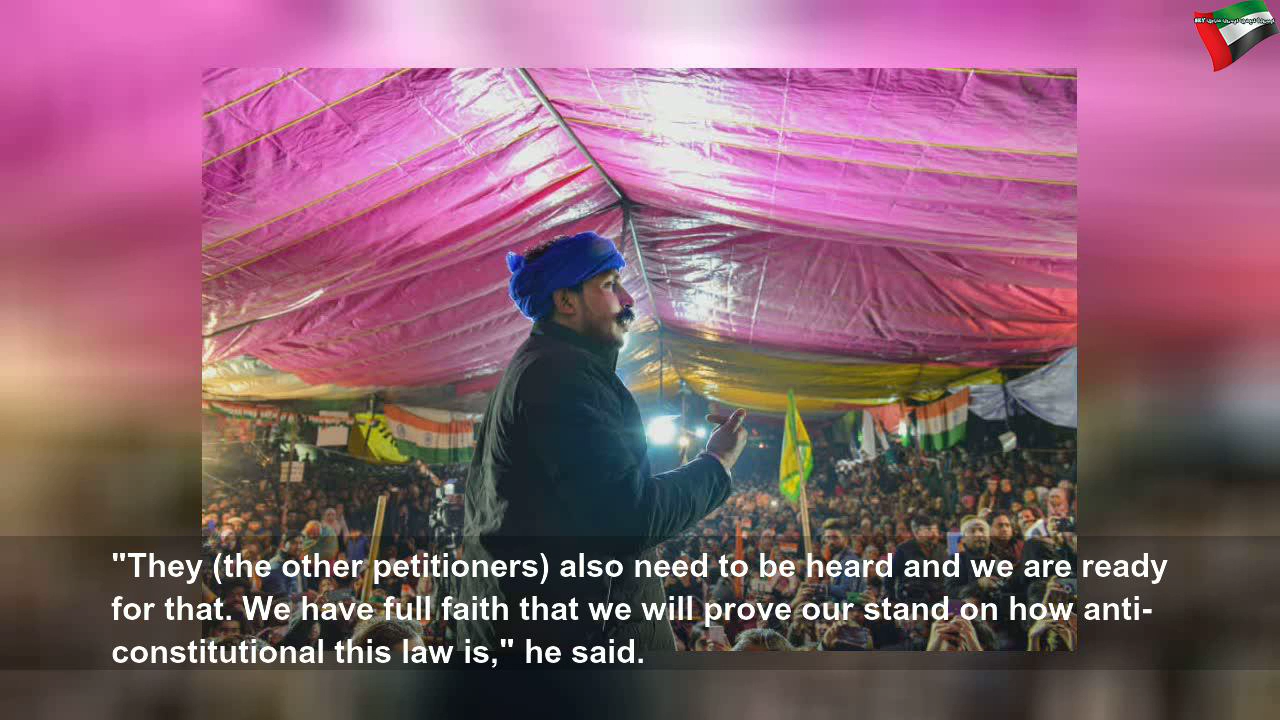 "They (the other petitioners) also need to be heard and we are ready
for that. We have full faith that we will prove our stand on how anti-
constitutional this law is," he said.